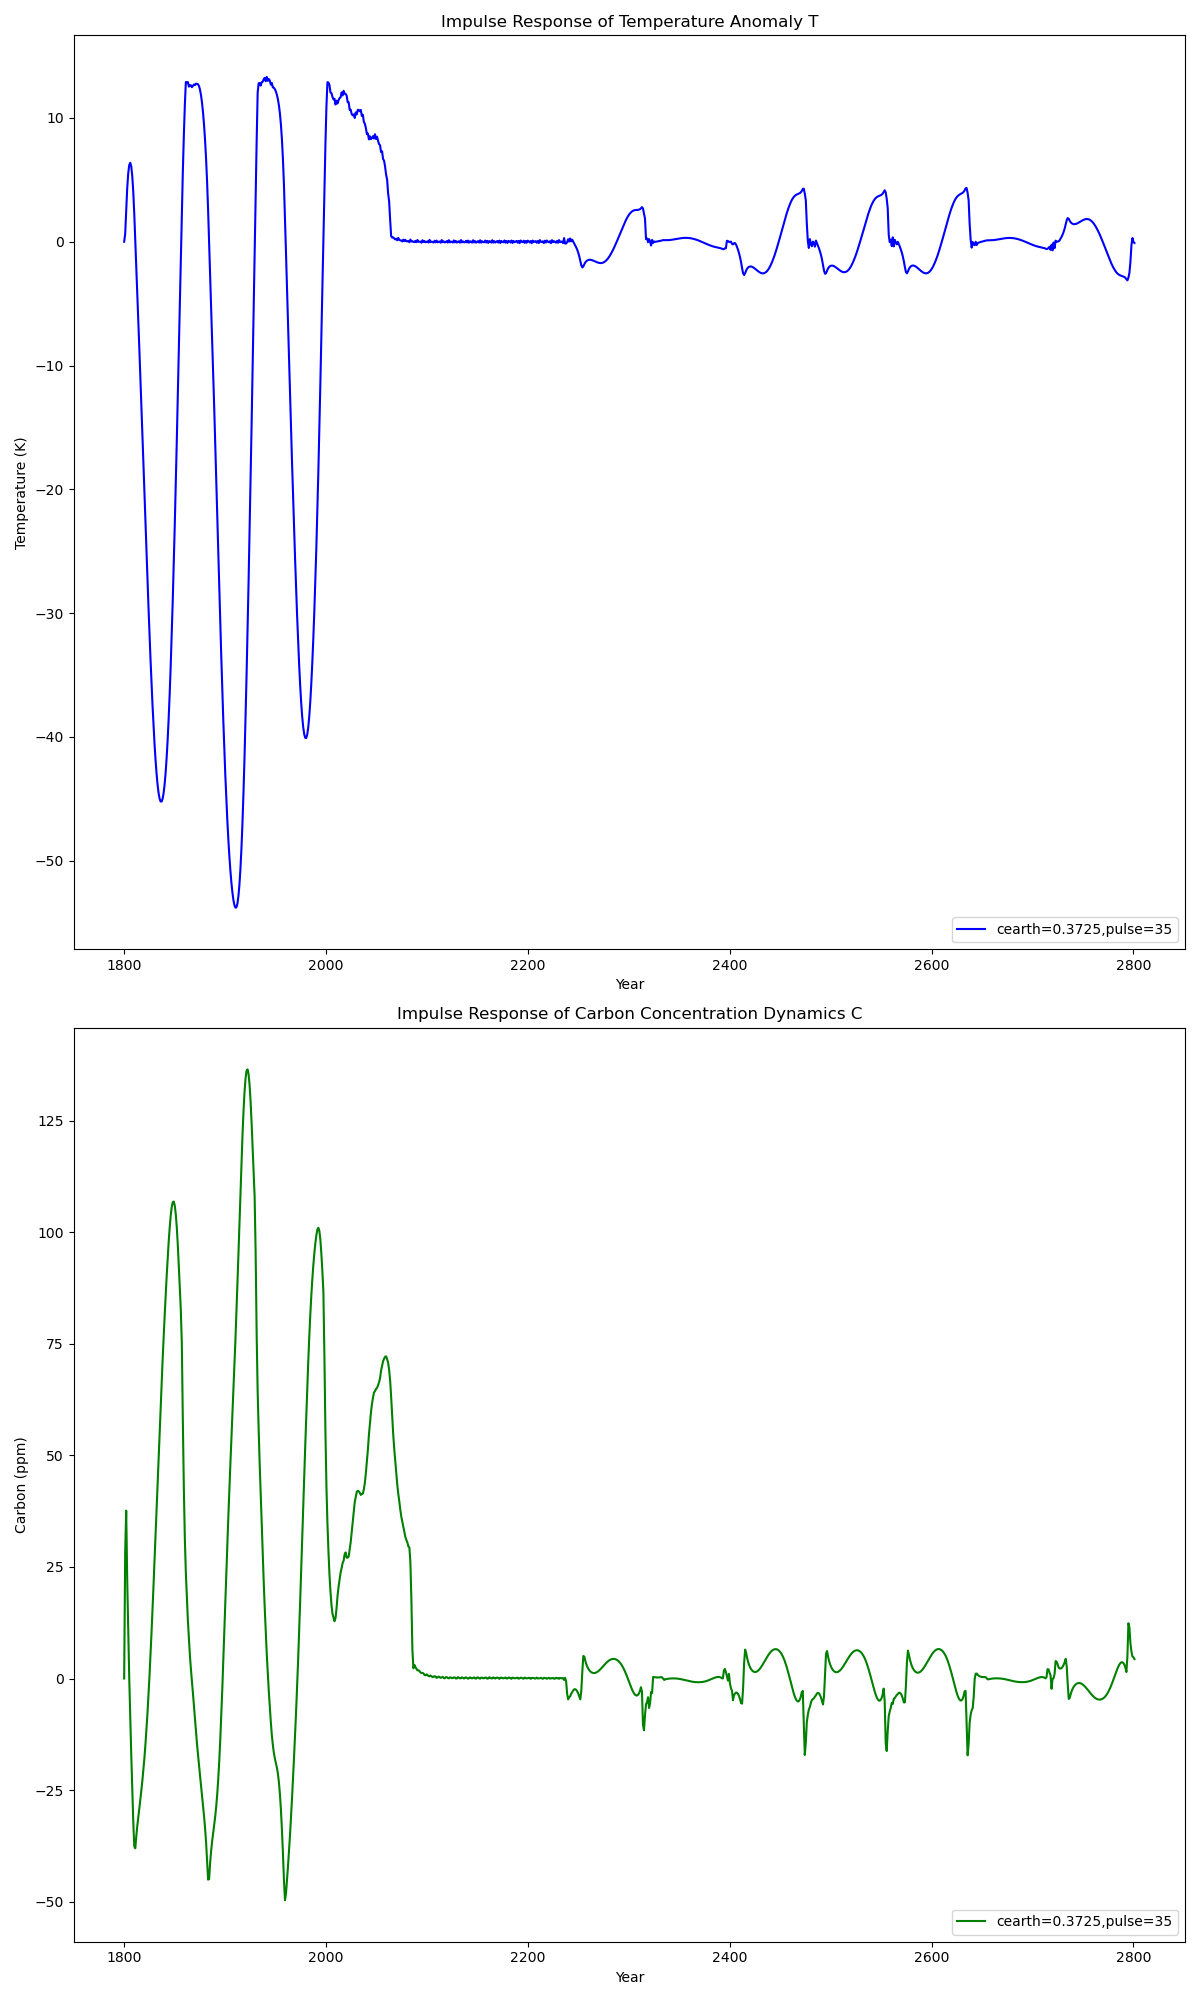 Impulse Response of Temperature Anomaly T
10
0
−10
−20
−30
−40
−50
Temperature (K)
cearth=0.3725,pulse=35
1800 2000 2200 2400 2600 2800
Year
Impulse Response of Carbon Concentration Dynamics C
125
100
75
50
25
0
−25
−50
Carbon (ppm)
cearth=0.3725,pulse=35
1800 2000 2200 2400 2600 2800
Year